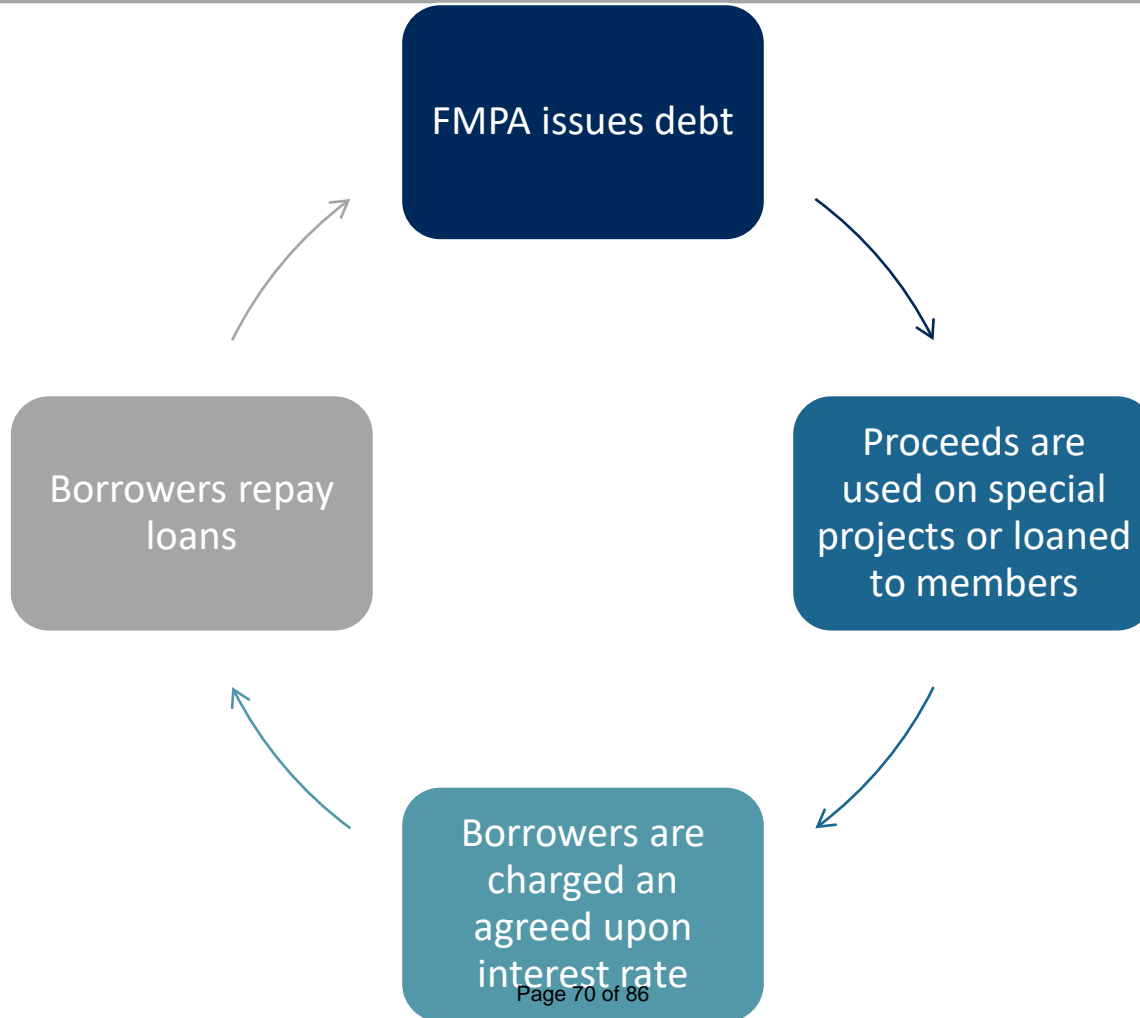 FMPA issues debt
Proceeds are
used on special
projects or loaned
to members
Borrowers are
charged an
agreed upon
interest rate
Borrowers repay
loans
Page 70 of 86